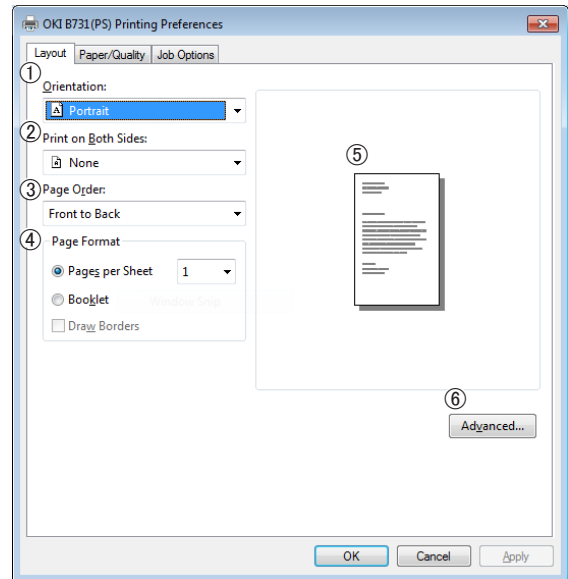 OKI B731(PS) Printing Preferences
Layout Paper/Quality Job Options
①
Orientation:
Portrait
② Print on Both Sides:
None
③ Page Order:
Front to Back
④ Page Format
Pages per Sheet 1
Booklet
Window Snip
Draw Borders
⑤
⑥
Advanced...
OK Cancel Apply